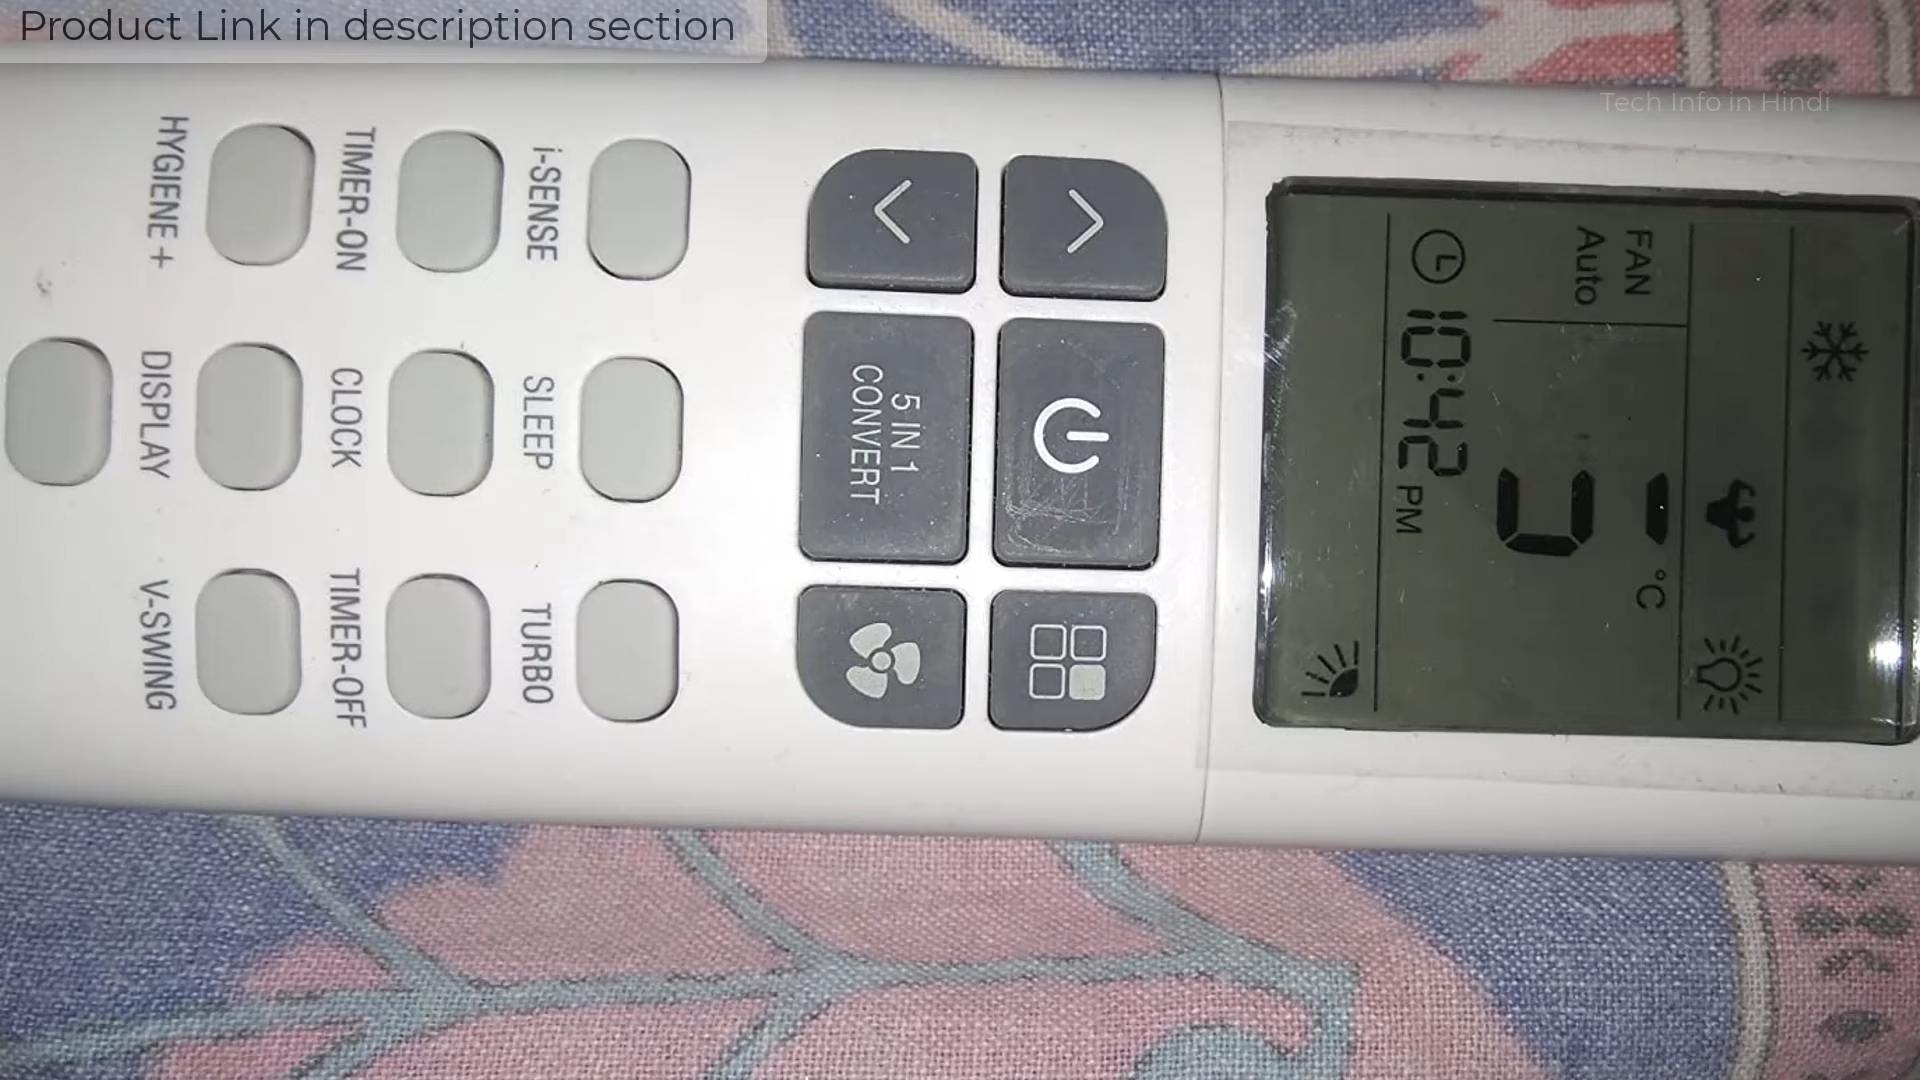 Product Link in description section
Tech Info in Hindi
FAN
Auto
°C
10:42 PM
5 IN 1
CONVERT
i-SENSE
SLEEP
TURBO
TIMER-ON
CLOCK
TIMER-OFF
HYGIENE +
DISPLAY
V-SWING